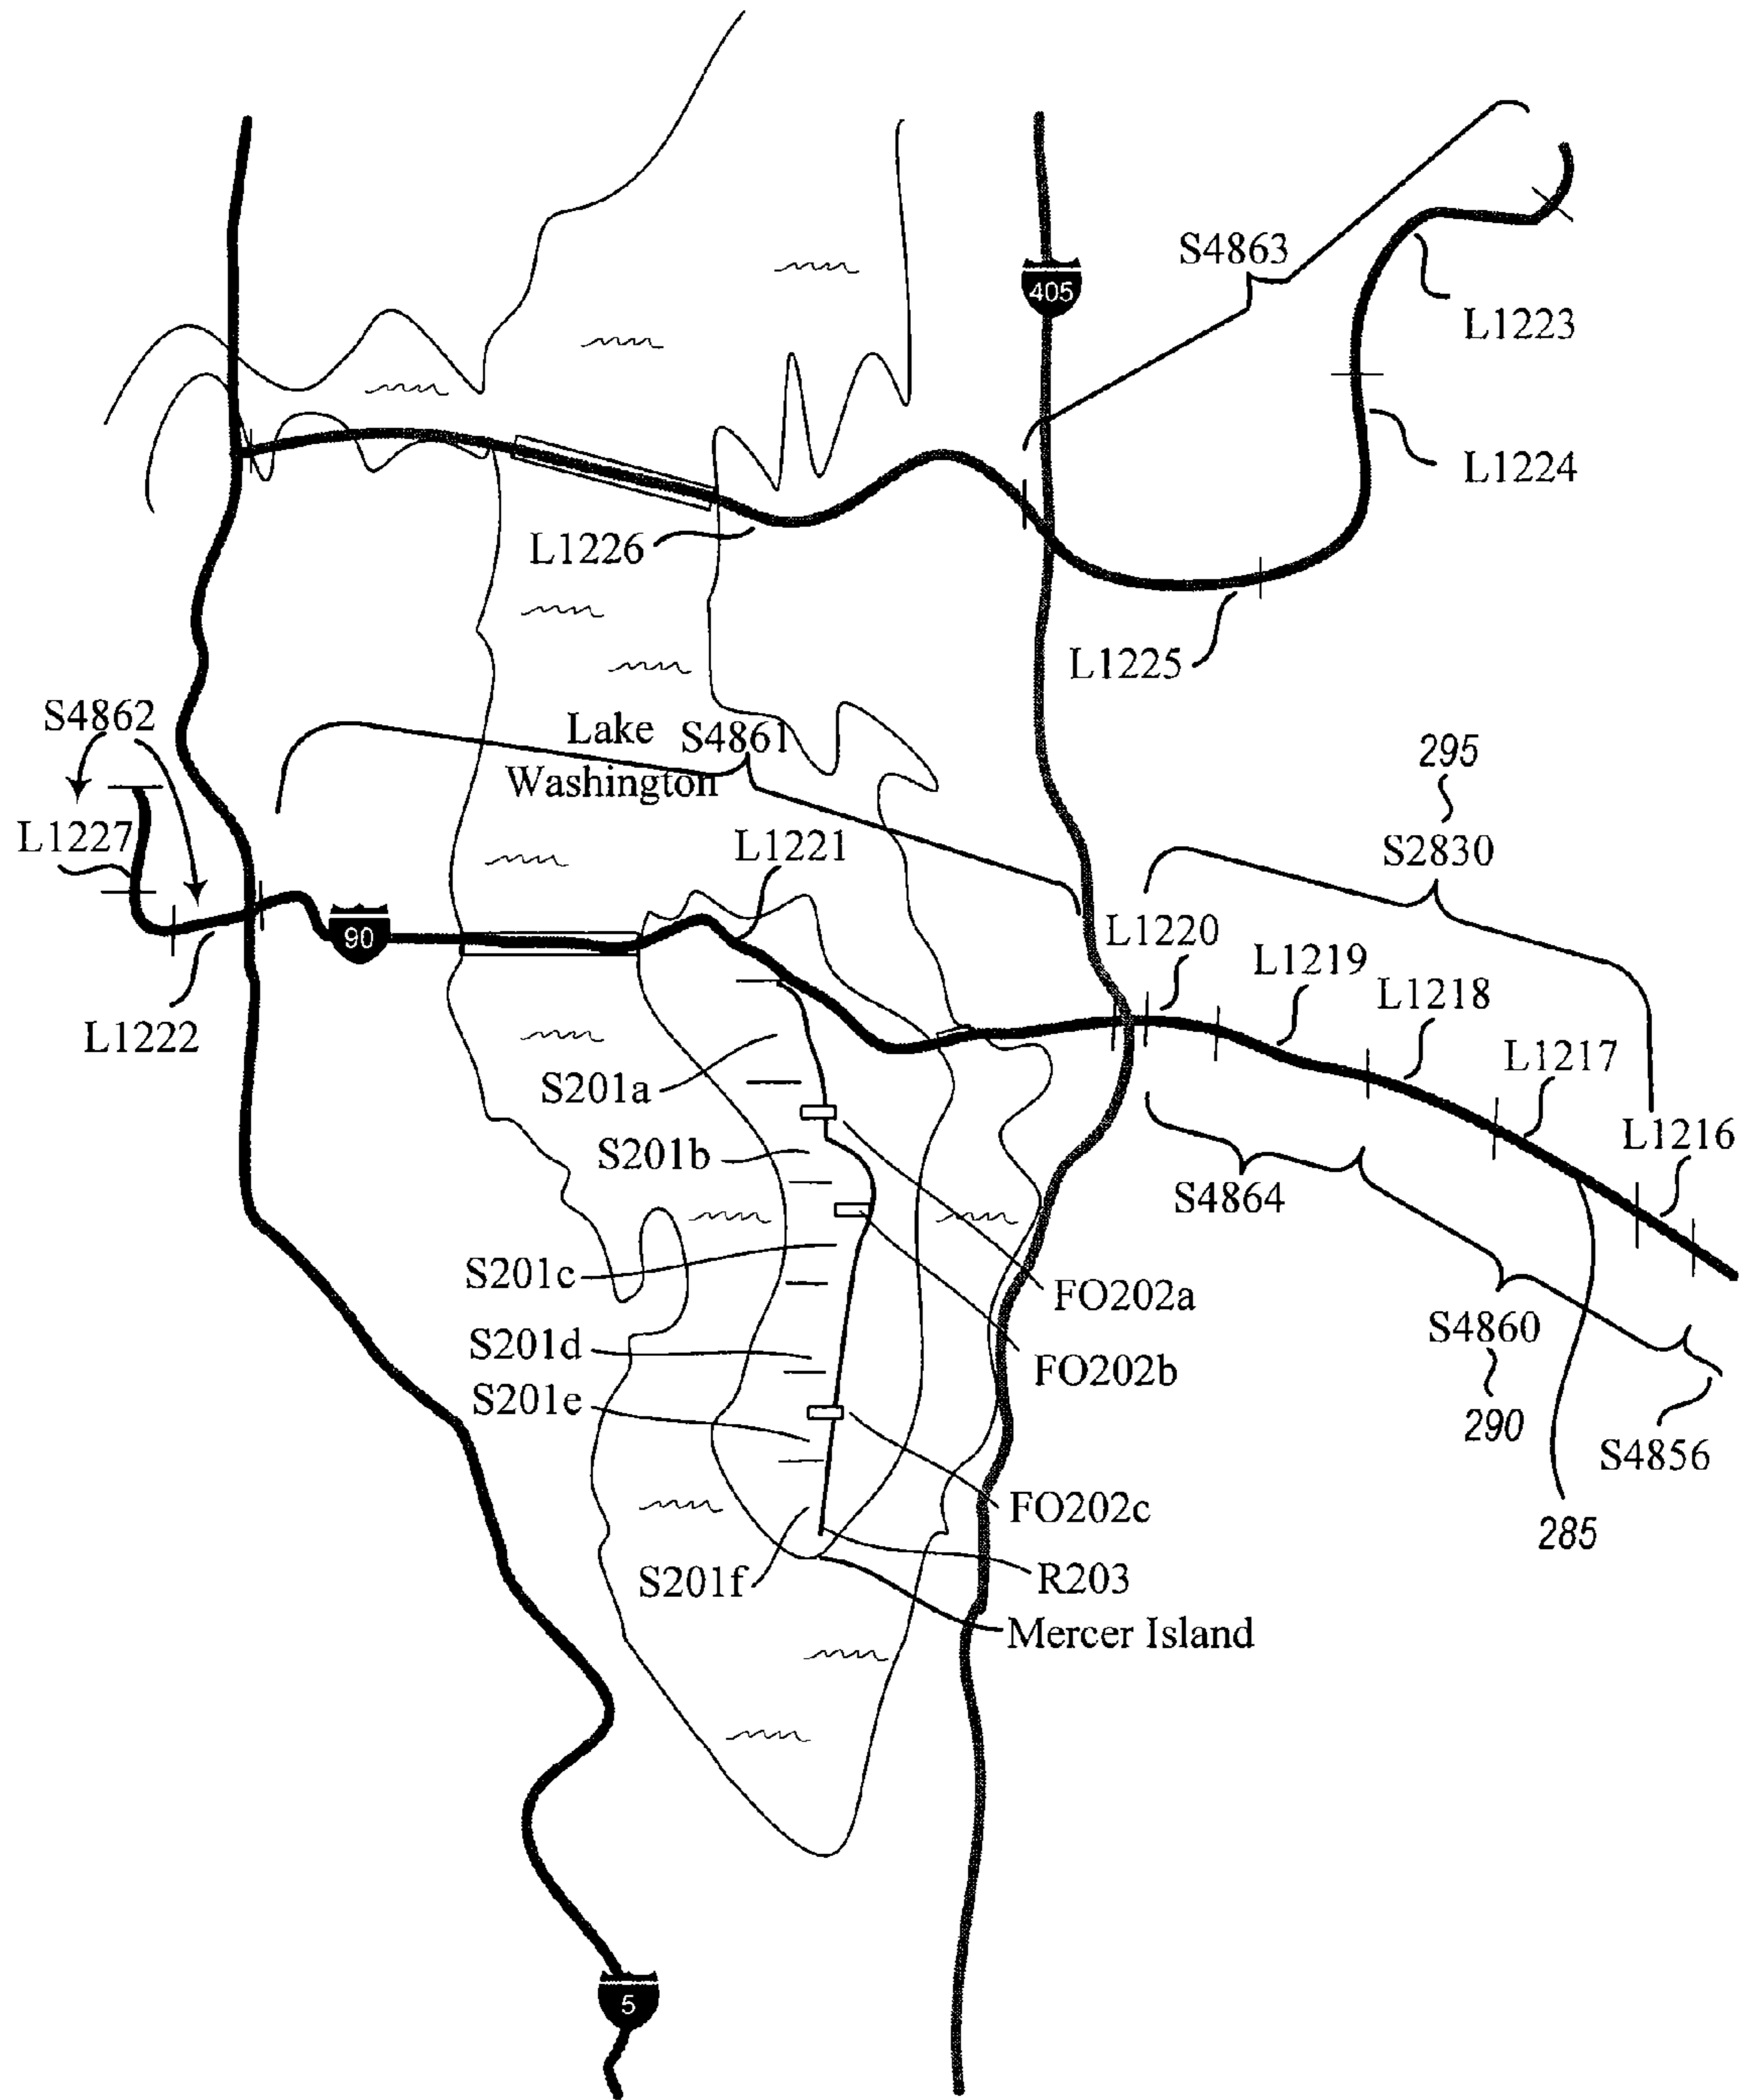 S4863
405
L1223
L1224
L1226
L1225
S4862
Lake
S4861
Washington
295
S2830
L1227
L1221
L1220
L1219
90
L1218
L1222
L1217
S201a
L1216
S201b
S4864
S201c
FO202a
S4860
S201d
FO202b
S201e
290
S4856
FO202c
285
S201f
R203
Mercer Island
5